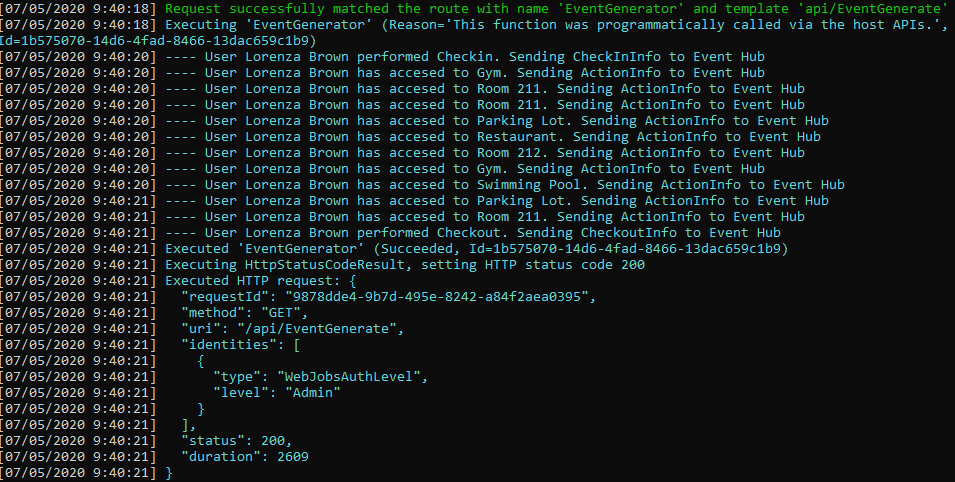 [07/05/2020 9:40:18] Request successfully matched the route with name 'EventGenerator' and template 'api/EventGenerate'
[07/05/2020 9:40:18] Executing 'EventGenerator' (Reason='This function was programmatically called via the host APIs.',
Id=1b575070-14d6-4fad-8466-13dac659c1b9)
[07/05/2020 9:40:20] ---- User Lorenza Brown performed Checkin. Sending CheckInInfo to Event Hub
[07/05/2020 9:40:20] ---- User Lorenza Brown has accesed to Gym. Sending ActionInfo to Event Hub
[07/05/2020 9:40:20] ---- User Lorenza Brown has accesed to Room 211. Sending ActionInfo to Event Hub
[07/05/2020 9:40:20] ---- User Lorenza Brown has accesed to Room 211. Sending ActionInfo to Event Hub
[07/05/2020 9:40:20] ---- User Lorenza Brown has accesed to Parking Lot. Sending ActionInfo to Event Hub
[07/05/2020 9:40:20] ---- User Lorenza Brown has accesed to Restaurant. Sending ActionInfo to Event Hub
[07/05/2020 9:40:20] ---- User Lorenza Brown has accesed to Room 212. Sending ActionInfo to Event Hub
[07/05/2020 9:40:20] ---- User Lorenza Brown has accesed to Gym. Sending ActionInfo to Event Hub
[07/05/2020 9:40:20] ---- User Lorenza Brown has accesed to Swimming Pool. Sending ActionInfo to Event Hub
[07/05/2020 9:40:21] ---- User Lorenza Brown has accesed to Parking Lot. Sending ActionInfo to Event Hub
[07/05/2020 9:40:21] ---- User Lorenza Brown has accesed to Room 211. Sending ActionInfo to Event Hub
[07/05/2020 9:40:21] ---- User Lorenza Brown performed Checkout. Sending CheckoutInfo to Event Hub
[07/05/2020 9:40:21] Executed 'EventGenerator' (Succeeded, Id=1b575070-14d6-4fad-8466-13dac659c1b9)
[07/05/2020 9:40:21] Executing HttpStatusCodeResult, setting HTTP status code 200
[07/05/2020 9:40:21] Executed HTTP request: {
[07/05/2020 9:40:21]   "requestId": "9878dde4-9b7d-495e-8242-a84f2aea0395",
[07/05/2020 9:40:21]   "method": "GET",
[07/05/2020 9:40:21]   "uri": "/api/EventGenerate",
[07/05/2020 9:40:21]   "identities": [
[07/05/2020 9:40:21]     {
[07/05/2020 9:40:21]       "type": "WebJobsAuthLevel",
[07/05/2020 9:40:21]       "level": "Admin"
[07/05/2020 9:40:21]     }
[07/05/2020 9:40:21]   ],
[07/05/2020 9:40:21]   "status": 200,
[07/05/2020 9:40:21]   "duration": 2609
[07/05/2020 9:40:21] }